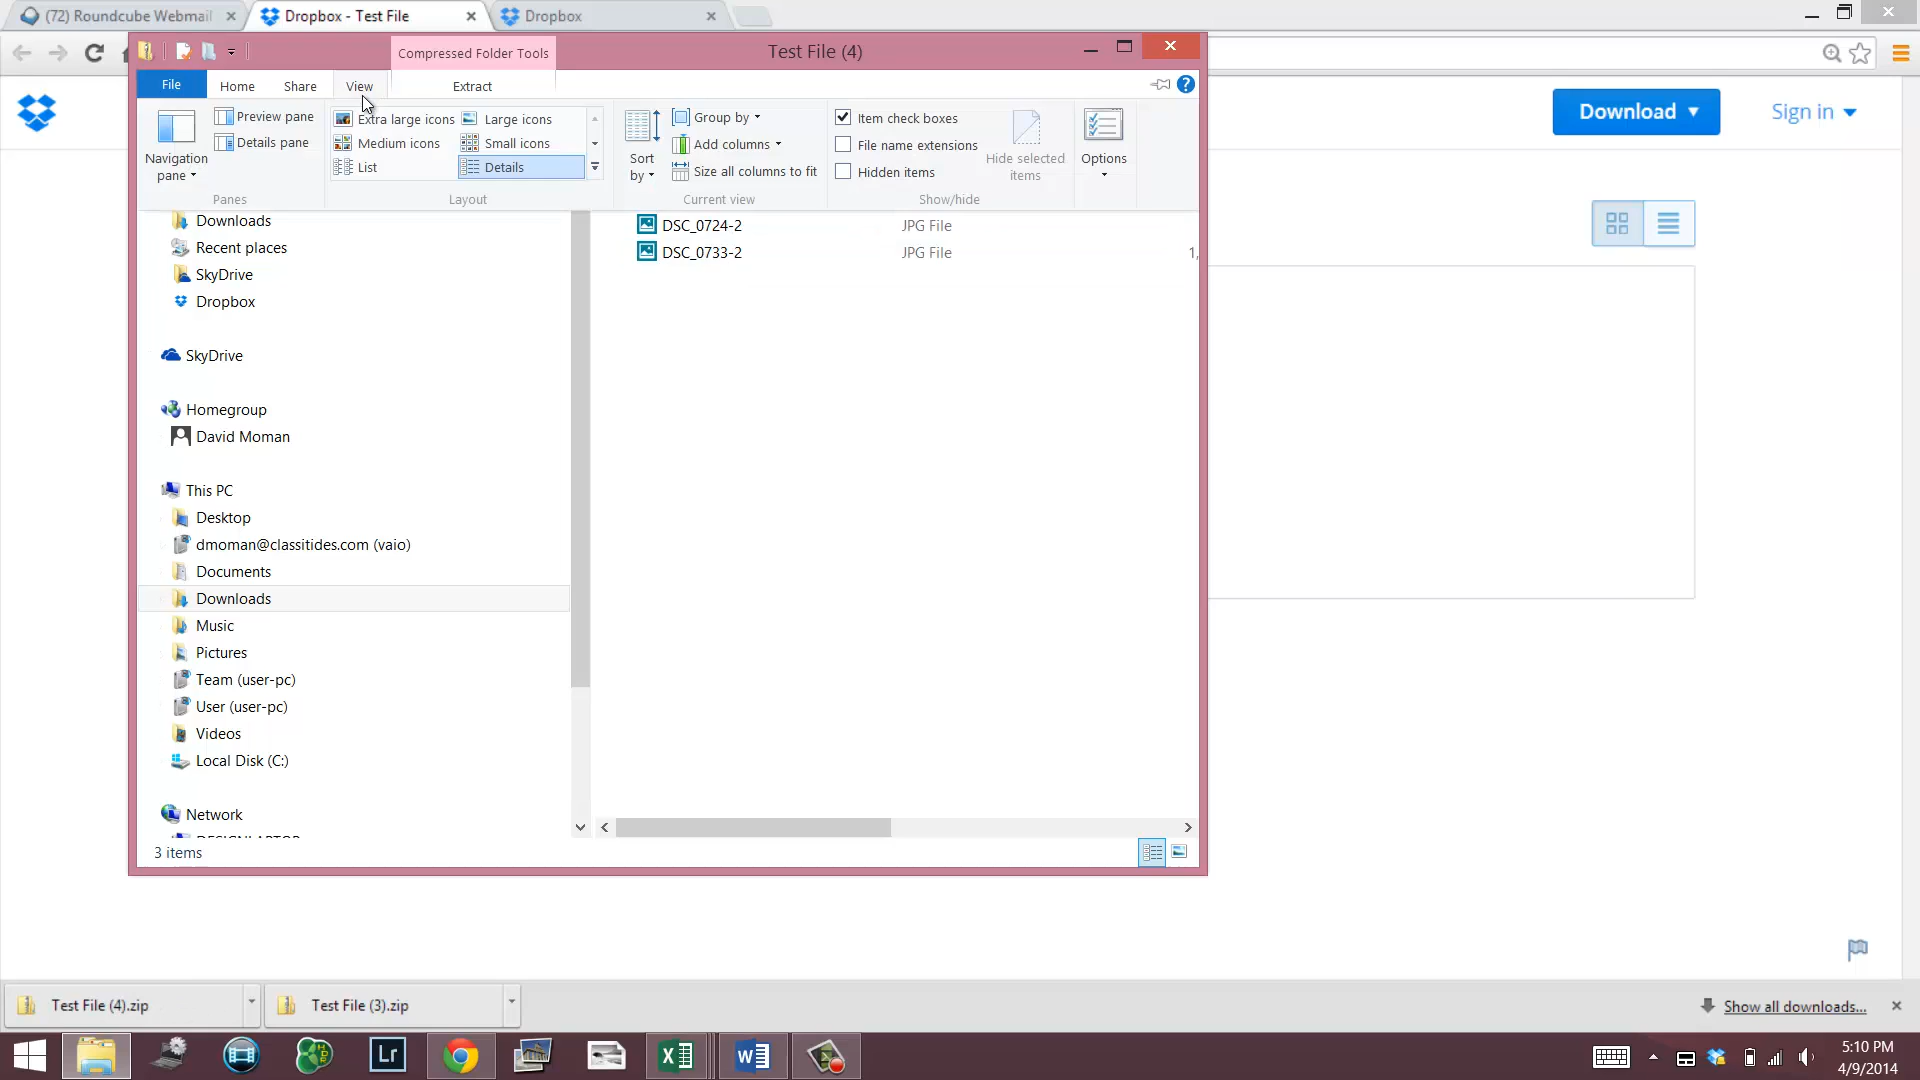 (72) Roundcube Webmail
Dropbox - Test File
Dropbox
Compressed Folder Tools
Test File (4)
File
Home
Share
View
Extract
Navigation pane
Preview pane
Details pane
Panes
Extra large icons
Large icons
Medium icons
Small icons
List
Details
Layout
Sort by
Group by
Add columns
Size all columns to fit
Current view
Item check boxes
File name extensions
Hidden items
Hide selected items
Show/hide
Options
Download
Sign in
Downloads
Recent places
SkyDrive
Dropbox
SkyDrive
Homegroup
David Moman
This PC
Desktop
dmoman@classitides.com (vaio)
Documents
Downloads
Music
Pictures
Team (user-pc)
User (user-pc)
Videos
Local Disk (C:)
Network
DSC_0724-2 JPG File
DSC_0733-2 JPG File 1,
3 items
Test File (4).zip
Test File (3).zip
Show all downloads...
Lr
5:10 PM
4/9/2014